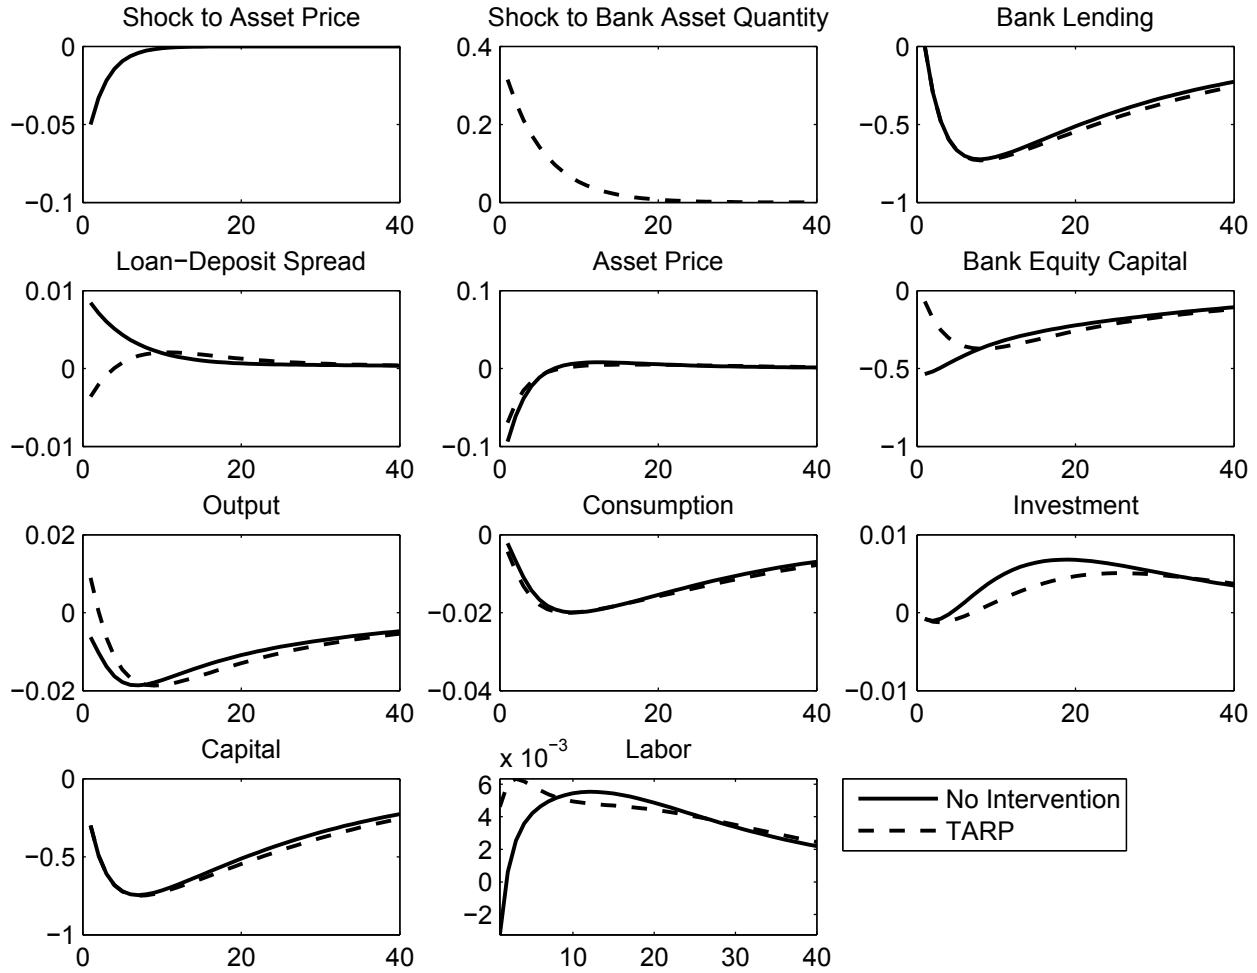 Shock to Asset Price
Shock to Bank Asset Quantity
Bank Lending
0
−0.05
−0.1
0 20 40
0.4
0.2
0
0 20 40
0
−0.5
−1
0 20 40
Loan−Deposit Spread
Asset Price
Bank Equity Capital
0.01
0
−0.01
0 20 40
0.1
0
−0.1
0 20 40
0
−0.5
−1
0 20 40
Output
Consumption
Investment
0.02
0
−0.02
0 20 40
0
−0.02
−0.04
0 20 40
0.01
0
−0.01
0 20 40
Capital
x 10−3
Labor
0
−0.5
−1
0 20 40
6
4
2
0
−2
10 20 30 40
No Intervention
TARP